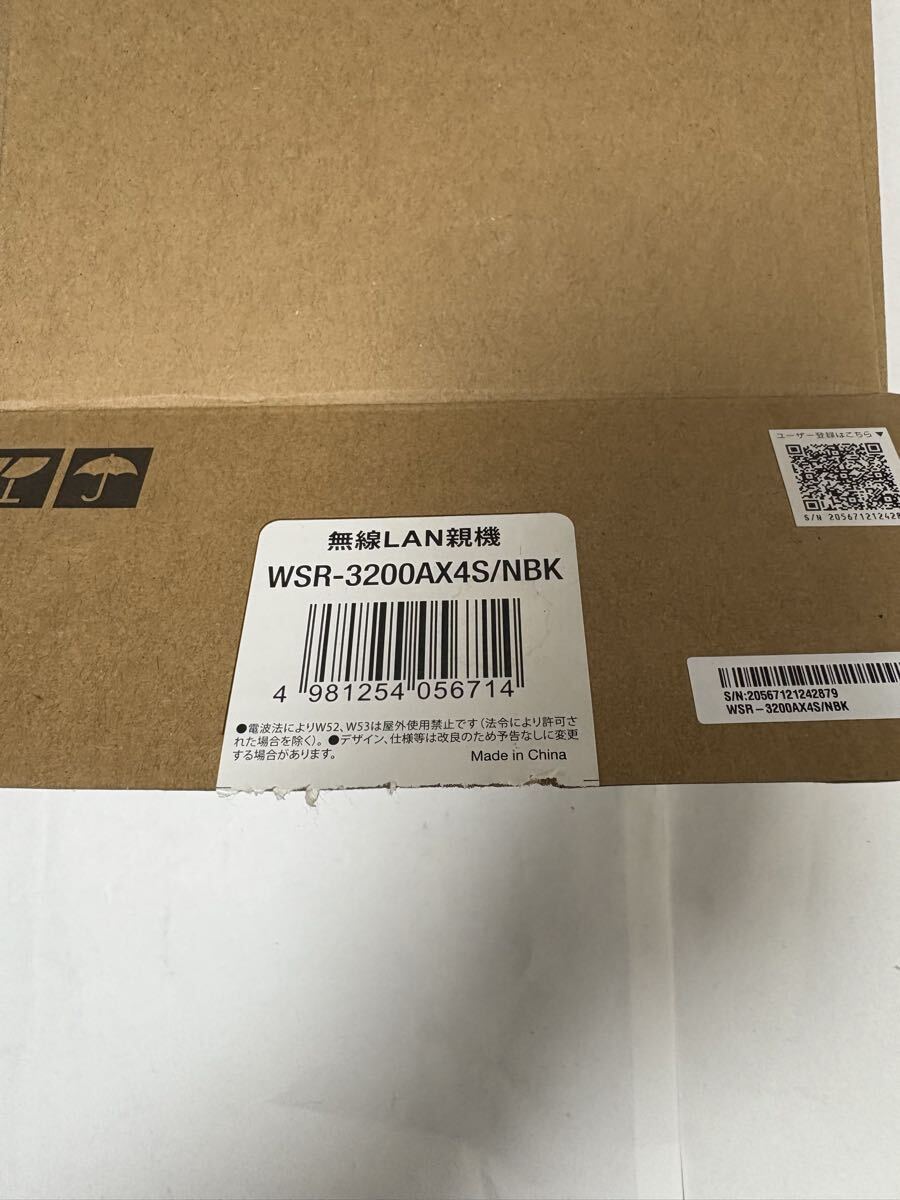 ユーザー登録はこちら▼
S/N 2056712124287
無線LAN親機
WSR-3200AX4S/NBK
4 981254 056714
●電波法によりW52、W53は屋外使用禁止です(法令により許可さ
れた場合を除く)。●デザイン、仕様等は改良のため予告なしに変更
する場合があります。
Made in China
S/N:20567121242879
WSR-3200AX4S/NBK